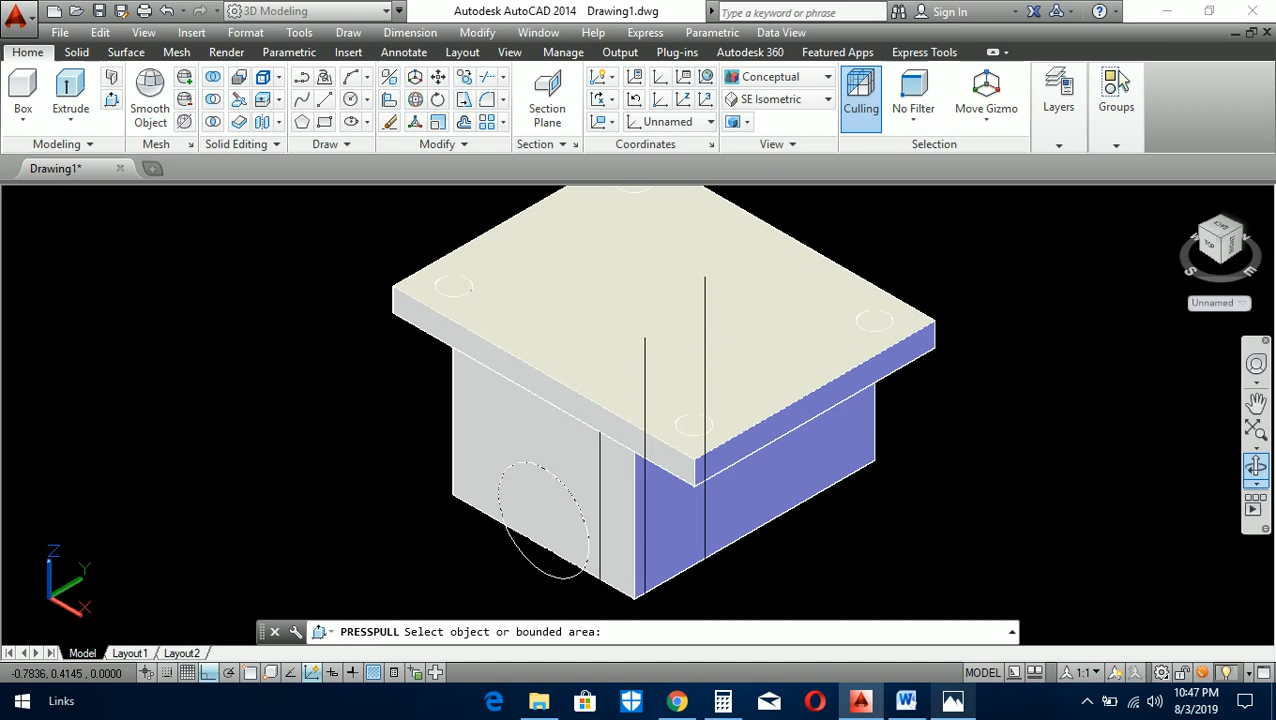 3D Modeling
Autodesk AutoCAD 2014 Drawing1.dwg
Type a keyword or phrase
Sign In
File Edit View Insert Format Tools Draw Dimension Modify Window Help Express Parametric Data View
Home Solid Surface Mesh Render Parametric Insert Annotate Layout View Manage Output Plug-ins Autodesk 360 Featured Apps Express Tools
Box Extrude Smooth Object Section Plane Conceptual SE Isometric Unnamed Culling No Filter Move Gizmo Layers Groups
Modeling Mesh Solid Editing Draw Modify Section Coordinates View Selection
Drawing1*
TOP
Unnamed
S
E
Z
Y
X
PRESSPULL Select object or bounded area:
Model Layout1 Layout2
-0.7836, 0.4145, 0.0000
MODEL
1:1
Links
10:47 PM
8/3/2019